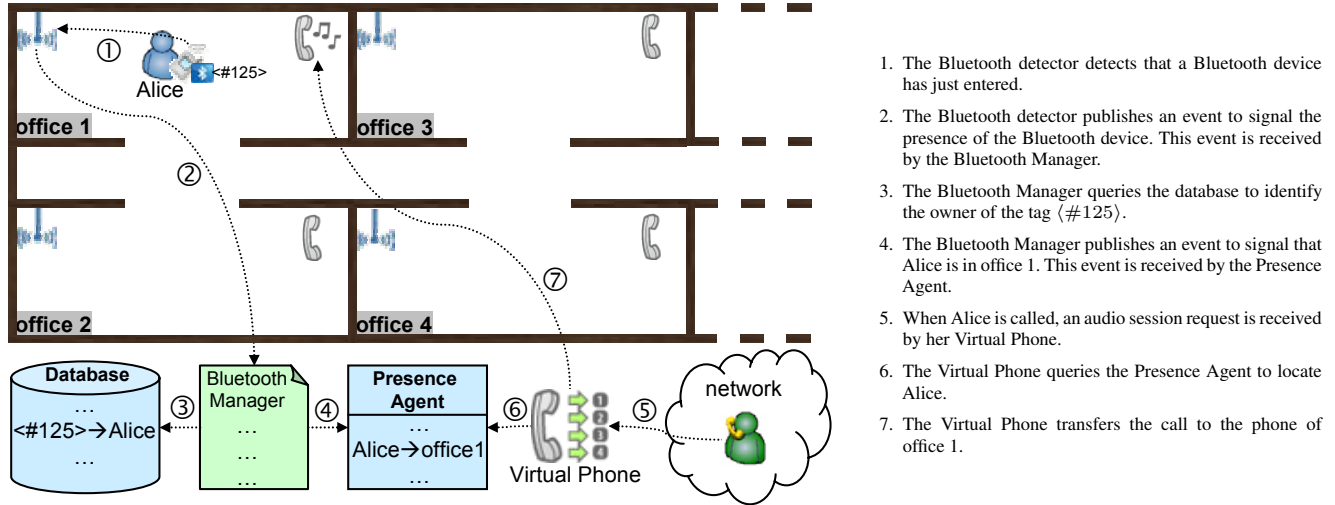 ①
<#125>
Alice
office 1
office 3
②
office 2
office 4
⑦
Database
…
<#125>→Alice
…
③
Bluetooth
Manager
…
…
…
④
Presence
Agent
…
Alice→office1
…
⑥
1
2
3
4
Virtual Phone
⑤
network
1. The Bluetooth detector detects that a Bluetooth device
has just entered.
2. The Bluetooth detector publishes an event to signal the
presence of the Bluetooth device. This event is received
by the Bluetooth Manager.
3. The Bluetooth Manager queries the database to identify
the owner of the tag ⟨#125⟩.
4. The Bluetooth Manager publishes an event to signal that
Alice is in office 1. This event is received by the Presence
Agent.
5. When Alice is called, an audio session request is received
by her Virtual Phone.
6. The Virtual Phone queries the Presence Agent to locate
Alice.
7. The Virtual Phone transfers the call to the phone of
office 1.